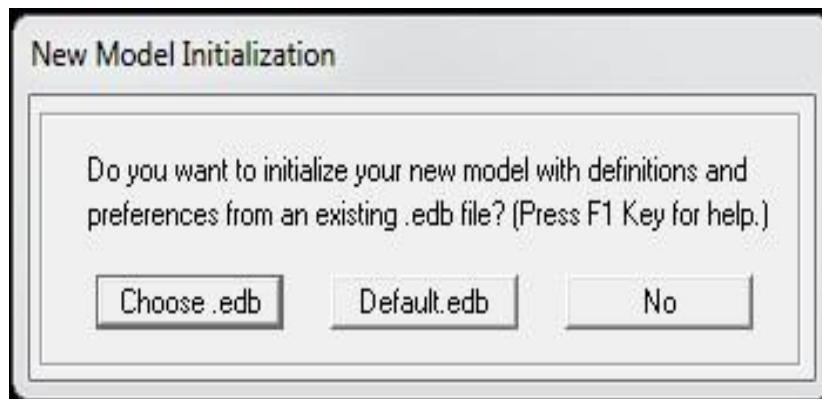 New Model Initialization
Do you want to initialize your new model with definitions and
preferences from an existing .edb file? (Press F1 Key for help.)
Choose .edb
Default.edb
No